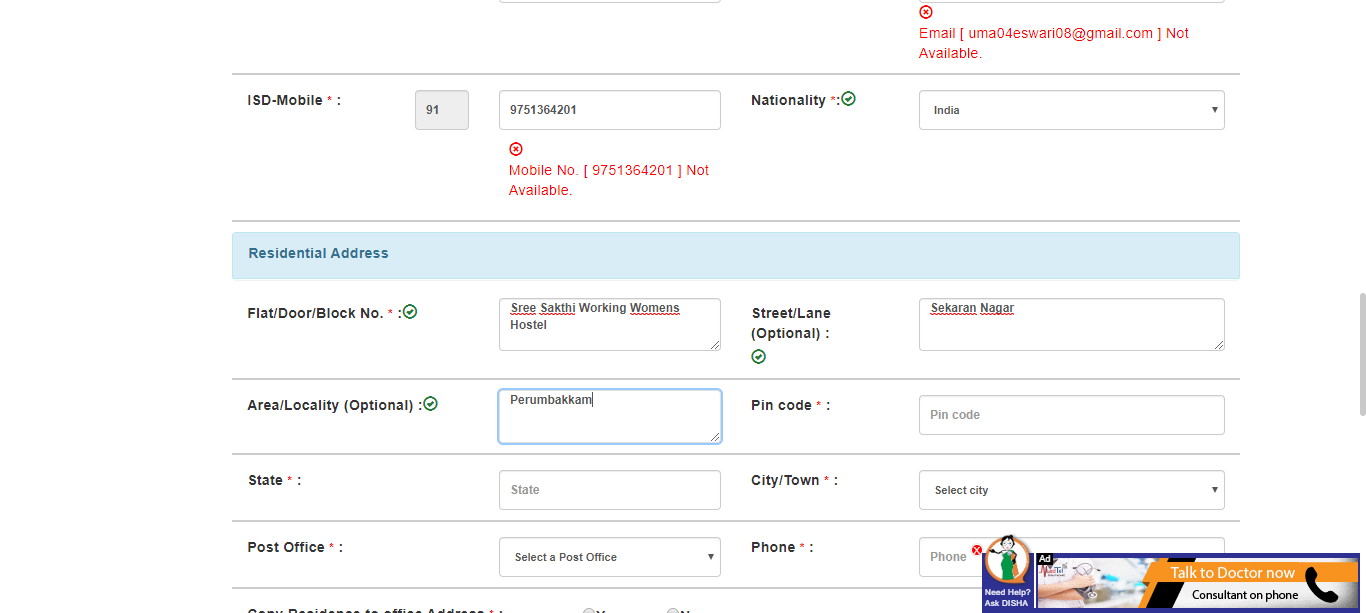 Email [ uma04eswari08@gmail.com ] Not
Available.
ISD-Mobile * :
91
9751364201
Nationality *:
India
Mobile No. [ 9751364201 ] Not
Available.
Residential Address
Flat/Door/Block No. * :
Sree Sakthi Working Womens
Hostel
Street/Lane
(Optional) :
Sekaran Nagar
Area/Locality (Optional) :
Perumbakkam
Pin code * :
Pin code
State * :
State
City/Town * :
Select city
Post Office * :
Select a Post Office
Phone * :
Phone
Need Help?
Ask DISHA
Ad
Talk to Doctor now
Consultant on phone
Copy Residence to office Address * :